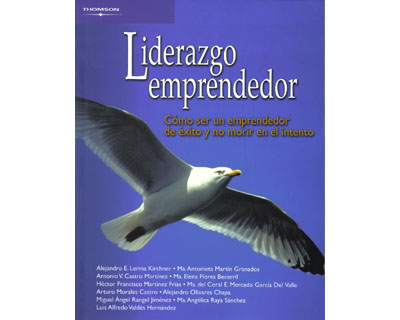 THOMSON
Liderazgo
emprendedor
Cómo ser un emprendedor
de éxito y no morir en el intento
Alejandro E. Lerma Kirchner • Ma. Antonieta Martín Granados
Antonio V. Castro Martínez • Ma. Elena Flores Becerril
Héctor Francisco Martínez Frías • Ma. del Coral E. Mercado García Del Valle
Arturo Morales Castro • Alejandro Olivares Chapa
Miguel Ángel Rangel Jiménez • Ma. Angélica Raya Sánchez
Luis Alfredo Valdés Hernández